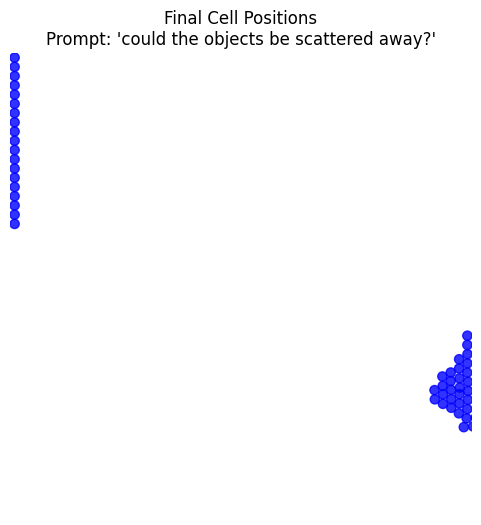 Final Cell Positions
Prompt: 'could the objects be scattered away?'